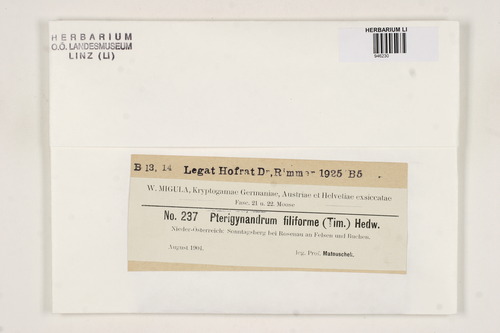 HERBARIUM
O.Ö. LANDESMUSEUM
LINZ (LI)
HERBARIUM LI
946230
B 13, 14 Legat Hofrat Dr, Rimmer 1925 B5
W. MIGULA, Kryptogamae Germaniae, Austriae et Helvetiae exsiccatae
Fasc. 21 u. 22. Moose
No. 237 Pterigynandrum filiforme (Tim.) Hedw.
Nieder-Österreich: Sonntagsberg bei Rosenau an Felsen und Buchen.
August 1904. leg. Prof. Matouschek.